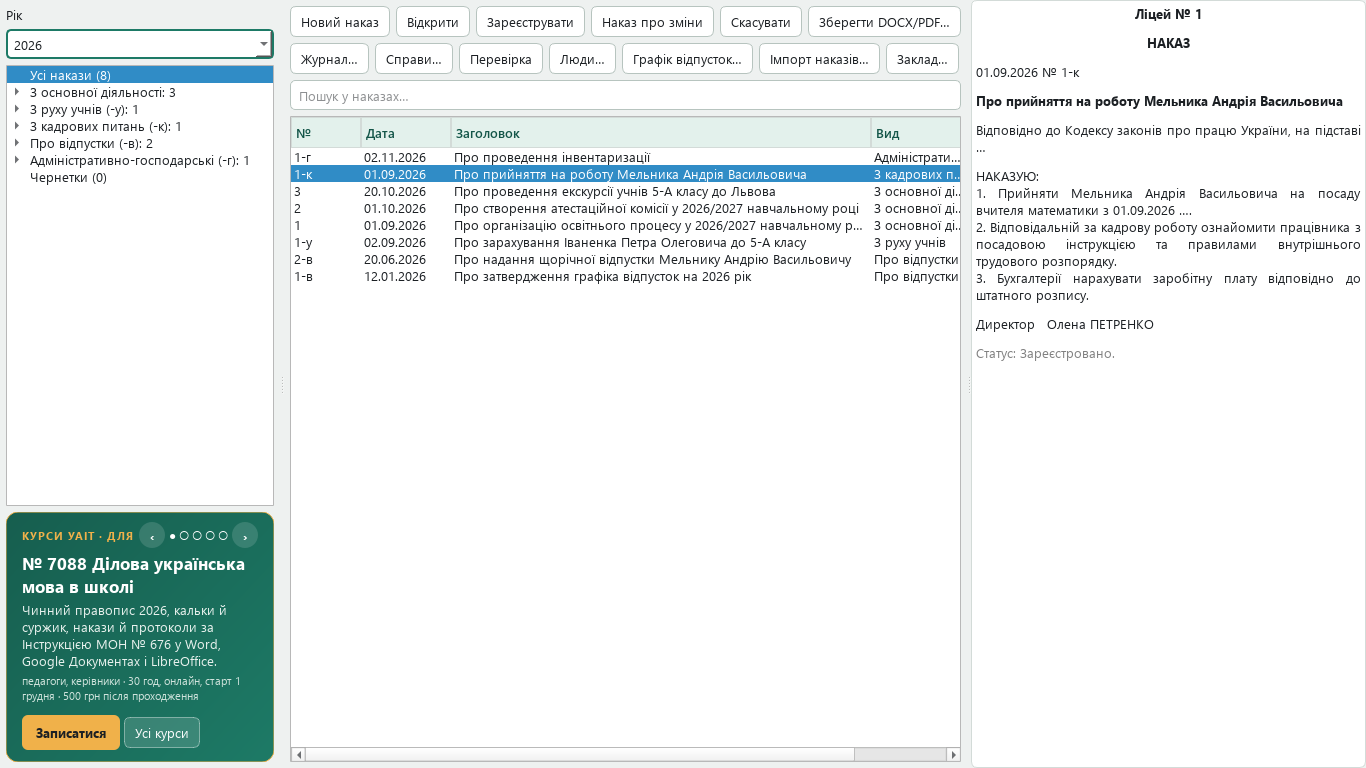 Рік
2026
Усі накази (8)
З основної діяльності: 3
З руху учнів (-у): 1
З кадрових питань (-к): 1
Про відпустки (-в): 2
Адміністративно-господарські (-г): 1
Чернетки (0)
КУРСИ УАІТ · ДЛЯ
‹ ›
№ 7088 Ділова українська
мова в школі
Чинний правопис 2026, кальки й
суржик, накази й протоколи за
Інструкцією МОН № 676 у Word,
Google Документах і LibreOffice.
педагоги, керівники · 30 год, онлайн, старт 1
грудня · 500 грн після проходження
Записатися Усі курси
Новий наказ Відкрити Зареєструвати Наказ про зміни Скасувати Зберегти DOCX/PDF...
Журнал... Справи... Перевірка Люди... Графік відпусток... Імпорт наказів... Заклад...
Пошук у наказах...
№ Дата Заголовок Вид
1-г 02.11.2026 Про проведення інвентаризації Адміністрати...
1-к 01.09.2026 Про прийняття на роботу Мельника Андрія Васильовича З кадрових п...
3 20.10.2026 Про проведення екскурсії учнів 5-А класу до Львова З основної ді...
2 01.10.2026 Про створення атестаційної комісії у 2026/2027 навчальному році З основної ді...
1 01.09.2026 Про організацію освітнього процесу у 2026/2027 навчальному р... З основної ді...
1-у 02.09.2026 Про зарахування Іваненка Петра Олеговича до 5-А класу З руху учнів
2-в 20.06.2026 Про надання щорічної відпустки Мельнику Андрію Васильовичу Про відпустки
1-в 12.01.2026 Про затвердження графіка відпусток на 2026 рік Про відпустки
Ліцей № 1
НАКАЗ
01.09.2026 № 1-к
Про прийняття на роботу Мельника Андрія Васильовича
Відповідно до Кодексу законів про працю України, на підставі
...
НАКАЗУЮ:
1. Прийняти Мельника Андрія Васильовича на посаду
вчителя математики з 01.09.2026 ....
2. Відповідальній за кадрову роботу ознайомити працівника з
посадовою інструкцією та правилами внутрішнього
трудового розпорядку.
3. Бухгалтерії нарахувати заробітну плату відповідно до
штатного розпису.
Директор Олена ПЕТРЕНКО
Статус: Зареєстровано.